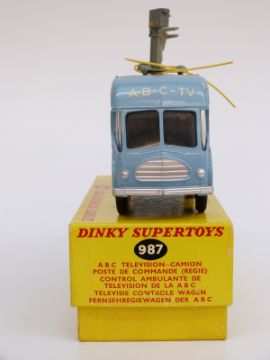 A·B·C-TV
DINKY SUPERTOYS
987
ABC TELEVISION-CAMION
POSTE DE COMMANDE (REGIE)
CONTROL AMBULANTE DE
TELEVISION DE LA ABC
TELEVISIE CONTROLE WAGEN
FERNSEHREGIEWAGEN DER ABC